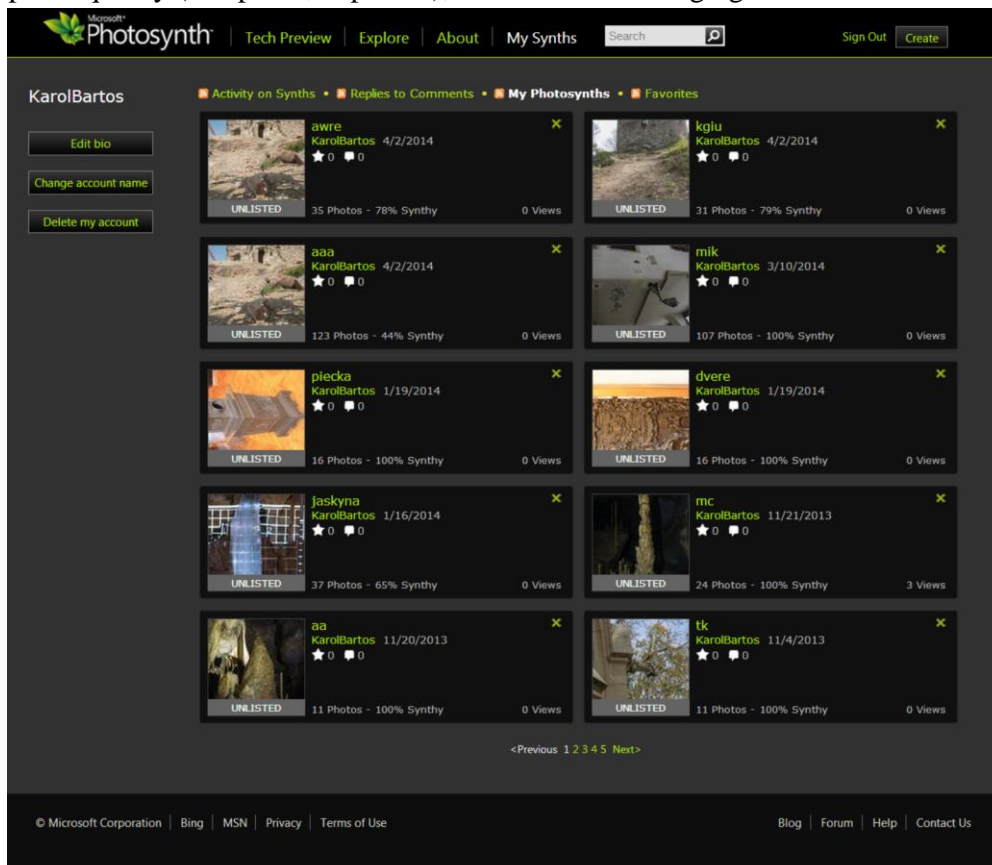 Microsoft®
Photosynth™
Tech Preview | Explore | About | My Synths
Search
Sign Out Create
KarolBartos
Edit bio
Change account name
Delete my account
Activity on Synths • Replies to Comments • My Photosynths • Favorites
awre
KarolBartos 4/2/2014
0 0
UNLISTED 35 Photos - 78% Synthy 0 Views
kgiu
KarolBartos 4/2/2014
0 0
UNLISTED 31 Photos - 79% Synthy 0 Views
aaa
KarolBartos 4/2/2014
0 0
UNLISTED 123 Photos - 44% Synthy 0 Views
mik
KarolBartos 3/10/2014
0 0
UNLISTED 107 Photos - 100% Synthy 0 Views
piecka
KarolBartos 1/19/2014
0 0
UNLISTED 16 Photos - 100% Synthy 0 Views
dvere
KarolBartos 1/19/2014
0 0
UNLISTED 16 Photos - 100% Synthy 0 Views
jaskyna
KarolBartos 1/16/2014
0 0
UNLISTED 37 Photos - 65% Synthy 0 Views
mc
KarolBartos 11/21/2013
0 0
UNLISTED 24 Photos - 100% Synthy 3 Views
aa
KarolBartos 11/20/2013
0 0
UNLISTED 11 Photos - 100% Synthy 0 Views
tk
KarolBartos 11/4/2013
0 0
UNLISTED 11 Photos - 100% Synthy 0 Views
<Previous 1 2 3 4 5 Next>
© Microsoft Corporation | Bing | MSN | Privacy | Terms of Use
Blog | Forum | Help | Contact Us